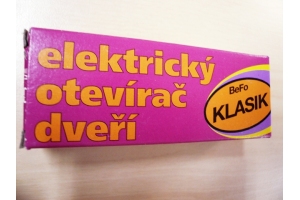 elektrický
otevírač
dveří
BeFo
KLASIK